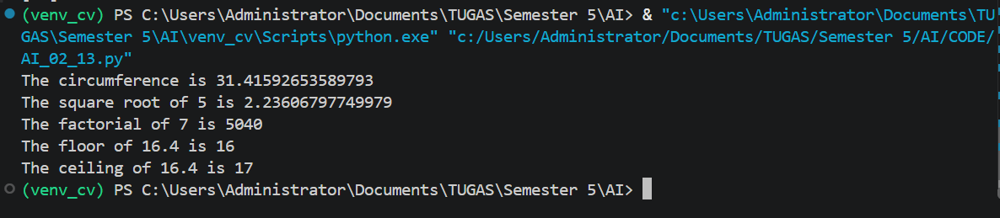 (venv_cv) PS C:\Users\Administrator\Documents\TUGAS\Semester 5\AI> & "c:\Users\Administrator\Documents\TU
GAS\Semester 5\AI\venv_cv\Scripts\python.exe" "c:/Users/Administrator/Documents/TUGAS/Semester 5/AI/CODE/
AI_02_13.py"
The circumference is 31.41592653589793
The square root of 5 is 2.23606797749979
The factorial of 7 is 5040
The floor of 16.4 is 16
The ceiling of 16.4 is 17
(venv_cv) PS C:\Users\Administrator\Documents\TUGAS\Semester 5\AI>